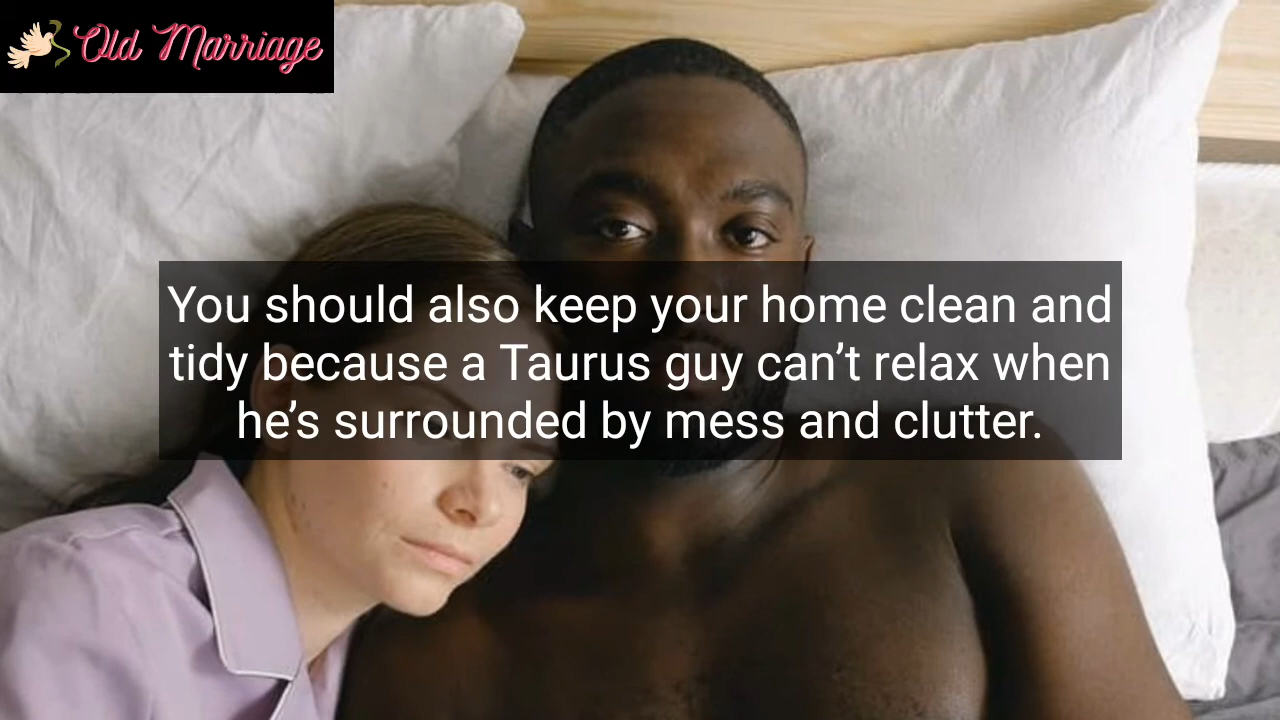 Old Marriage
You should also keep your home clean and
tidy because a Taurus guy can’t relax when
he’s surrounded by mess and clutter.